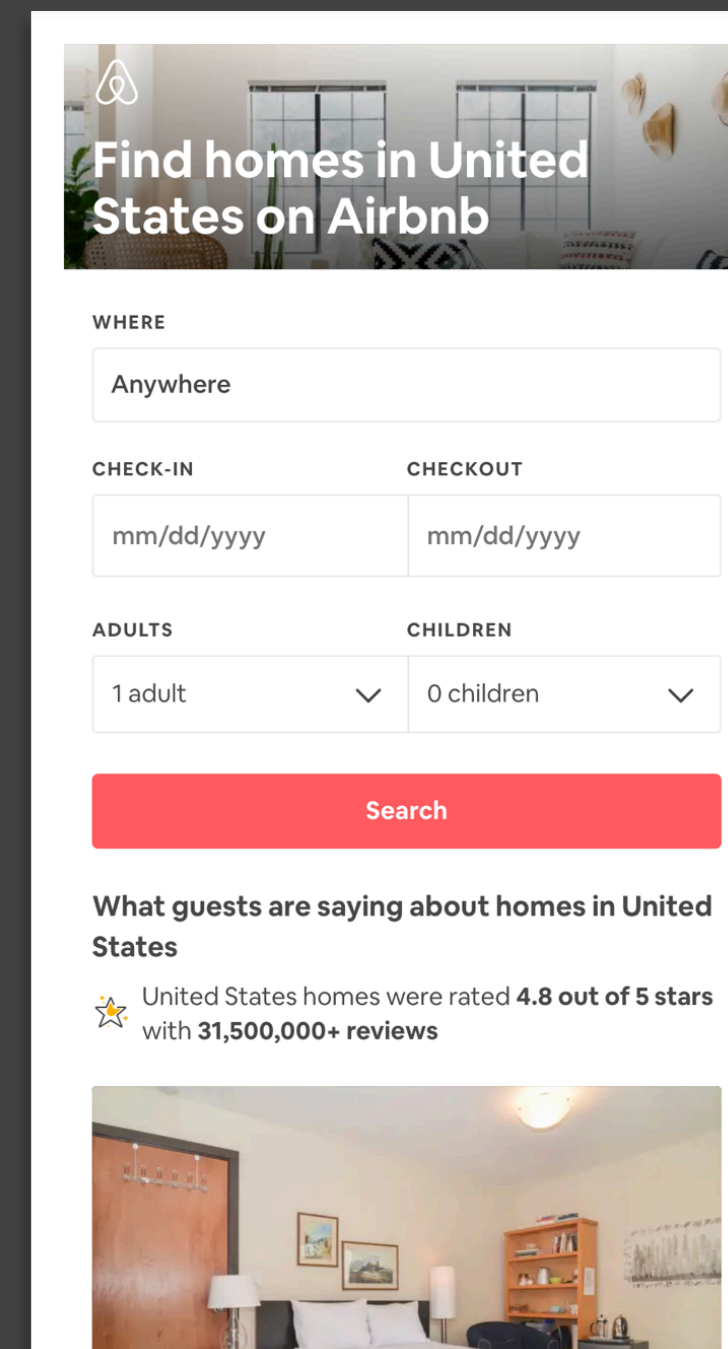 Find homes in United
States on Airbnb
WHERE
Anywhere
CHECK-IN CHECKOUT
mm/dd/yyyy mm/dd/yyyy
ADULTS CHILDREN
1 adult 0 children
Search
What guests are saying about homes in United
States
United States homes were rated 4.8 out of 5 stars
with 31,500,000+ reviews